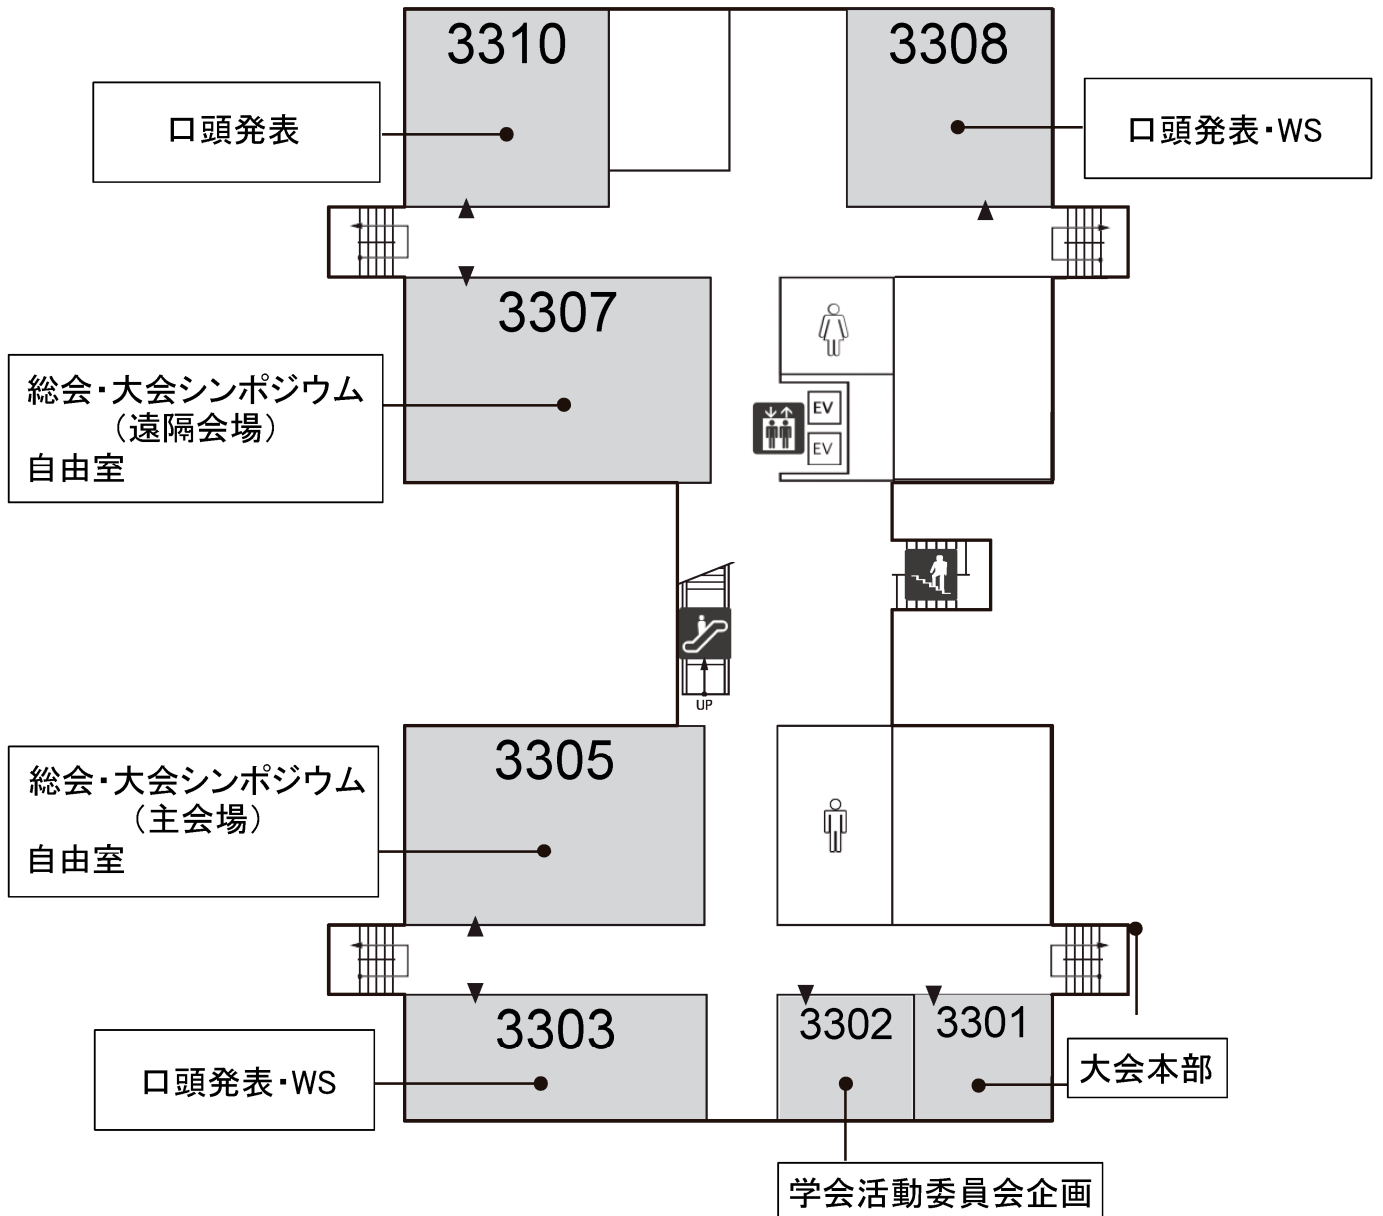 3310
3308
口頭発表
口頭発表・WS
3307
総会・大会シンポジウム
（遠隔会場）
自由室
EV
EV
UP
3305
総会・大会シンポジウム
（主会場）
自由室
3303
3302
3301
口頭発表・WS
大会本部
学会活動委員会企画